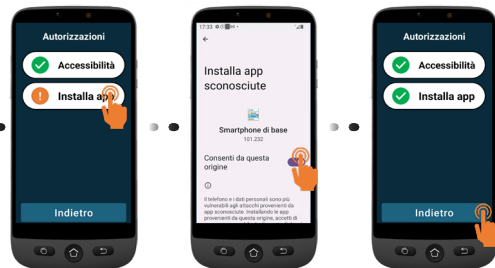 Autorizzazioni
Accessibilità
Installa app
Indietro
17:33
Installa app
sconosciute
Smartphone di base
101.232
Consenti da questa
origine
Il telefono e i dati personali sono più
vulnerabili agli attacchi provenienti da
app sconosciute. Installando le app
provenienti da questa origine, accetti di
Autorizzazioni
Accessibilità
Installa app
Indietro